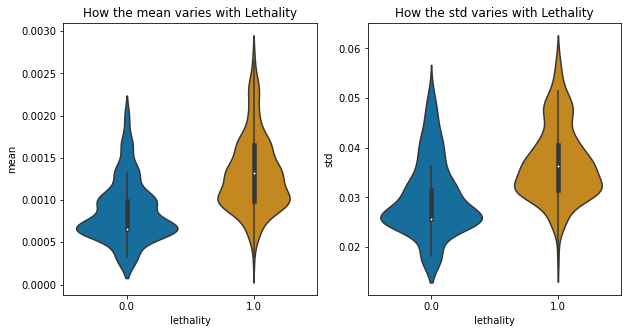 How the mean varies with Lethality
mean
0.0030
0.0025
0.0020
0.0015
0.0010
0.0005
0.0000
0.0 1.0
lethality
How the std varies with Lethality
std
0.06
0.05
0.04
0.03
0.02
0.0 1.0
lethality